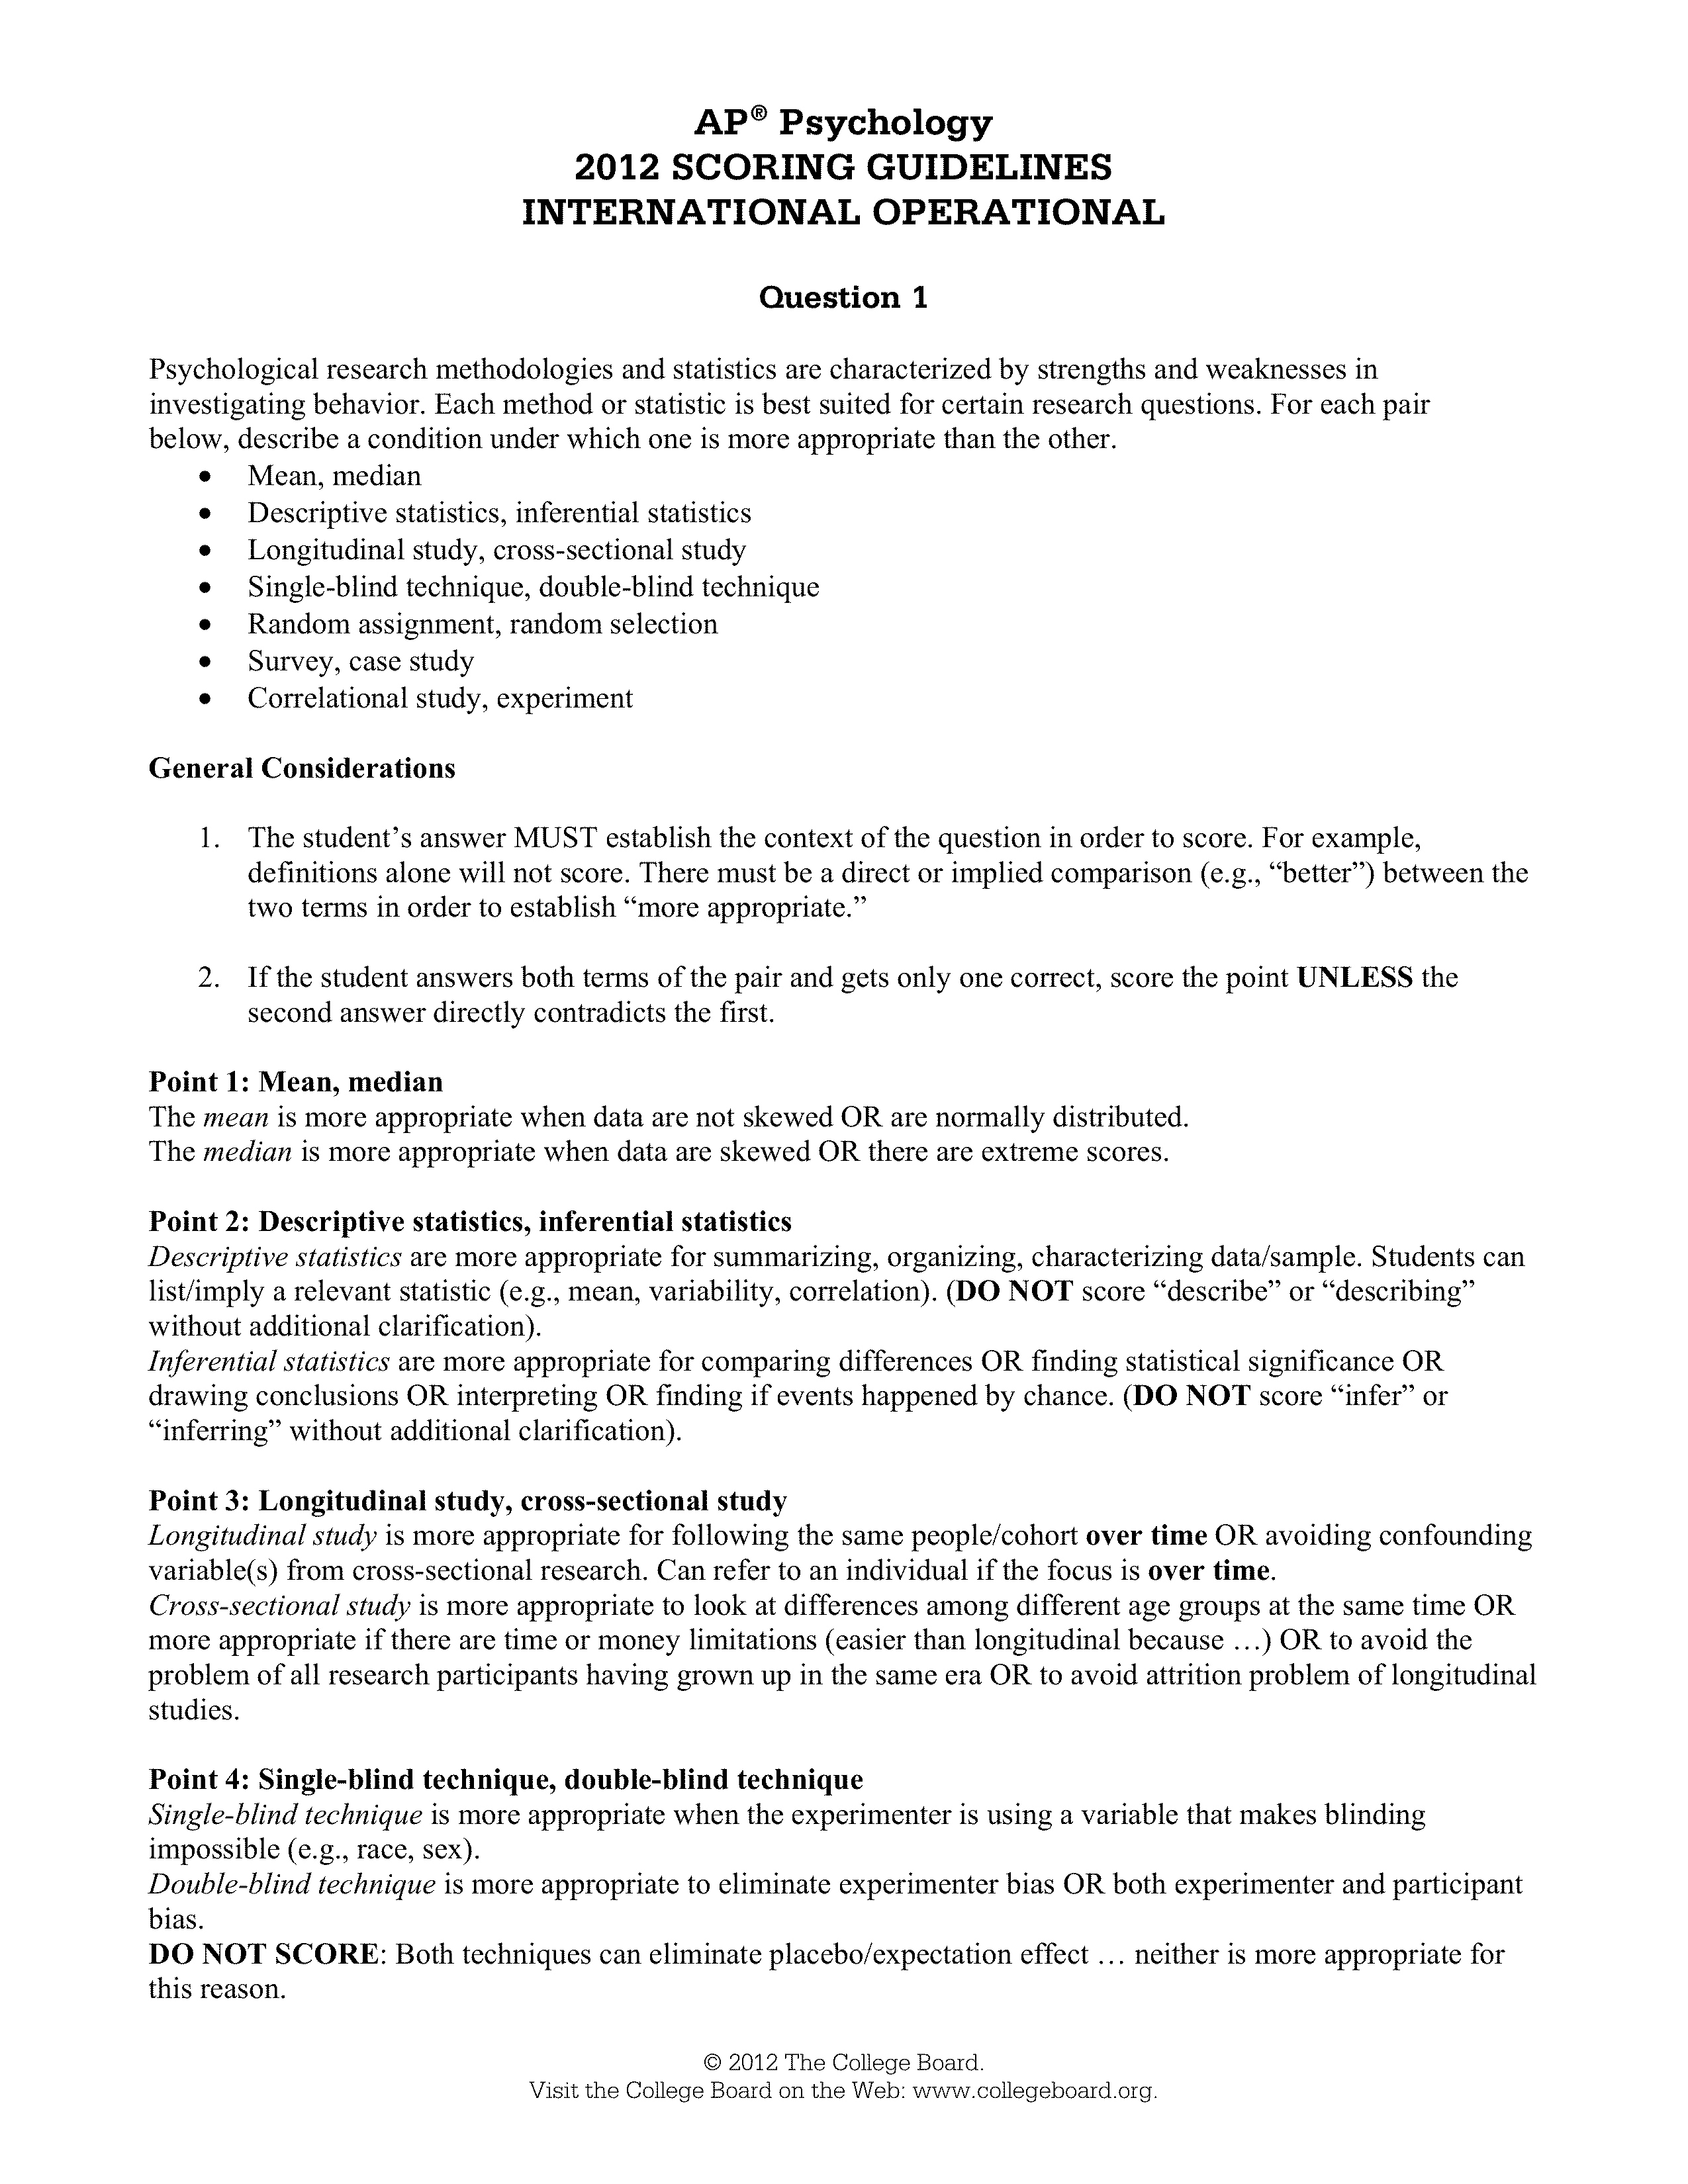 AP® Psychology
2012 SCORING GUIDELINES
INTERNATIONAL OPERATIONAL
Question 1
Psychological research methodologies and statistics are characterized by strengths and weaknesses in
investigating behavior. Each method or statistic is best suited for certain research questions. For each pair
below, describe a condition under which one is more appropriate than the other.
• Mean, median
• Descriptive statistics, inferential statistics
• Longitudinal study, cross-sectional study
• Single-blind technique, double-blind technique
• Random assignment, random selection
• Survey, case study
• Correlational study, experiment
General Considerations
1. The student’s answer MUST establish the context of the question in order to score. For example,
definitions alone will not score. There must be a direct or implied comparison (e.g., “better”) between the
two terms in order to establish “more appropriate.”
2. If the student answers both terms of the pair and gets only one correct, score the point UNLESS the
second answer directly contradicts the first.
Point 1: Mean, median
The mean is more appropriate when data are not skewed OR are normally distributed.
The median is more appropriate when data are skewed OR there are extreme scores.
Point 2: Descriptive statistics, inferential statistics
Descriptive statistics are more appropriate for summarizing, organizing, characterizing data/sample. Students can
list/imply a relevant statistic (e.g., mean, variability, correlation). (DO NOT score “describe” or “describing”
without additional clarification).
Inferential statistics are more appropriate for comparing differences OR finding statistical significance OR
drawing conclusions OR interpreting OR finding if events happened by chance. (DO NOT score “infer” or
“inferring” without additional clarification).
Point 3: Longitudinal study, cross-sectional study
Longitudinal study is more appropriate for following the same people/cohort over time OR avoiding confounding
variable(s) from cross-sectional research. Can refer to an individual if the focus is over time.
Cross-sectional study is more appropriate to look at differences among different age groups at the same time OR
more appropriate if there are time or money limitations (easier than longitudinal because …) OR to avoid the
problem of all research participants having grown up in the same era OR to avoid attrition problem of longitudinal
studies.
Point 4: Single-blind technique, double-blind technique
Single-blind technique is more appropriate when the experimenter is using a variable that makes blinding
impossible (e.g., race, sex).
Double-blind technique is more appropriate to eliminate experimenter bias OR both experimenter and participant
bias.
DO NOT SCORE: Both techniques can eliminate placebo/expectation effect … neither is more appropriate for
this reason.
© 2012 The College Board.
Visit the College Board on the Web: www.collegeboard.org.